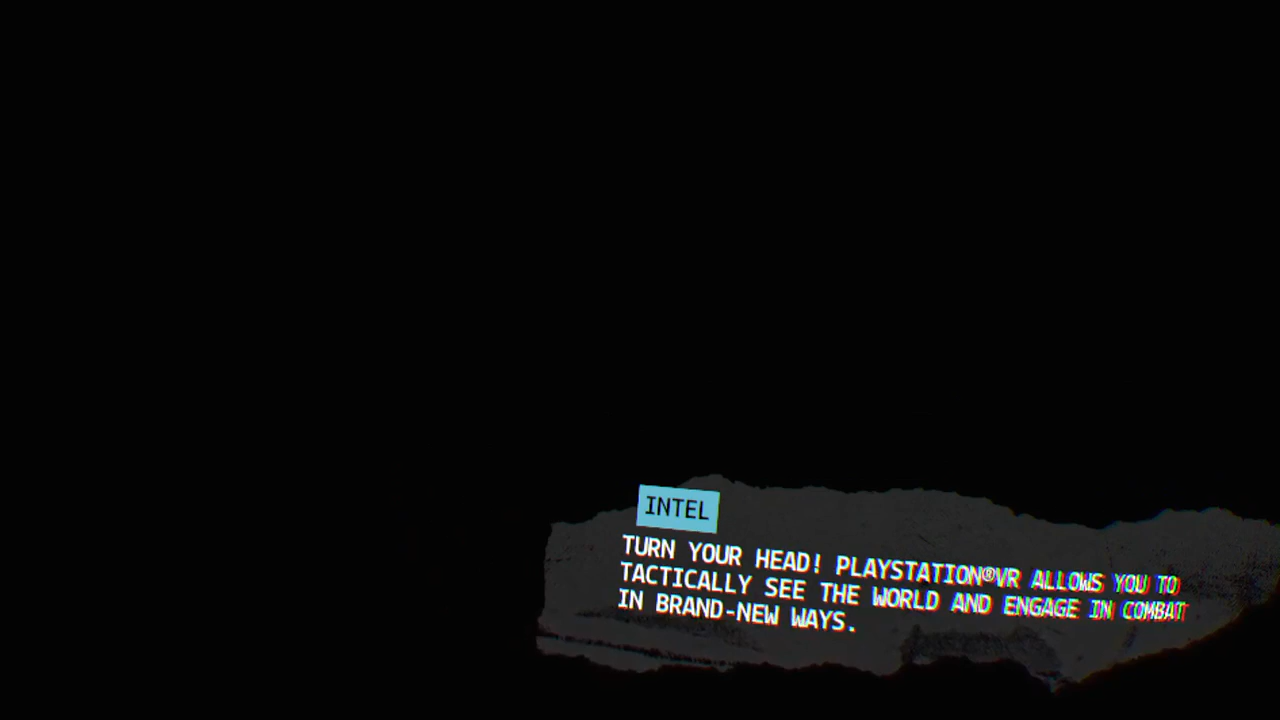 INTEL
TURN YOUR HEAD! PLAYSTATION®VR ALLOWS YOU TO
TACTICALLY SEE THE WORLD AND ENGAGE IN COMBAT
IN BRAND-NEW WAYS.